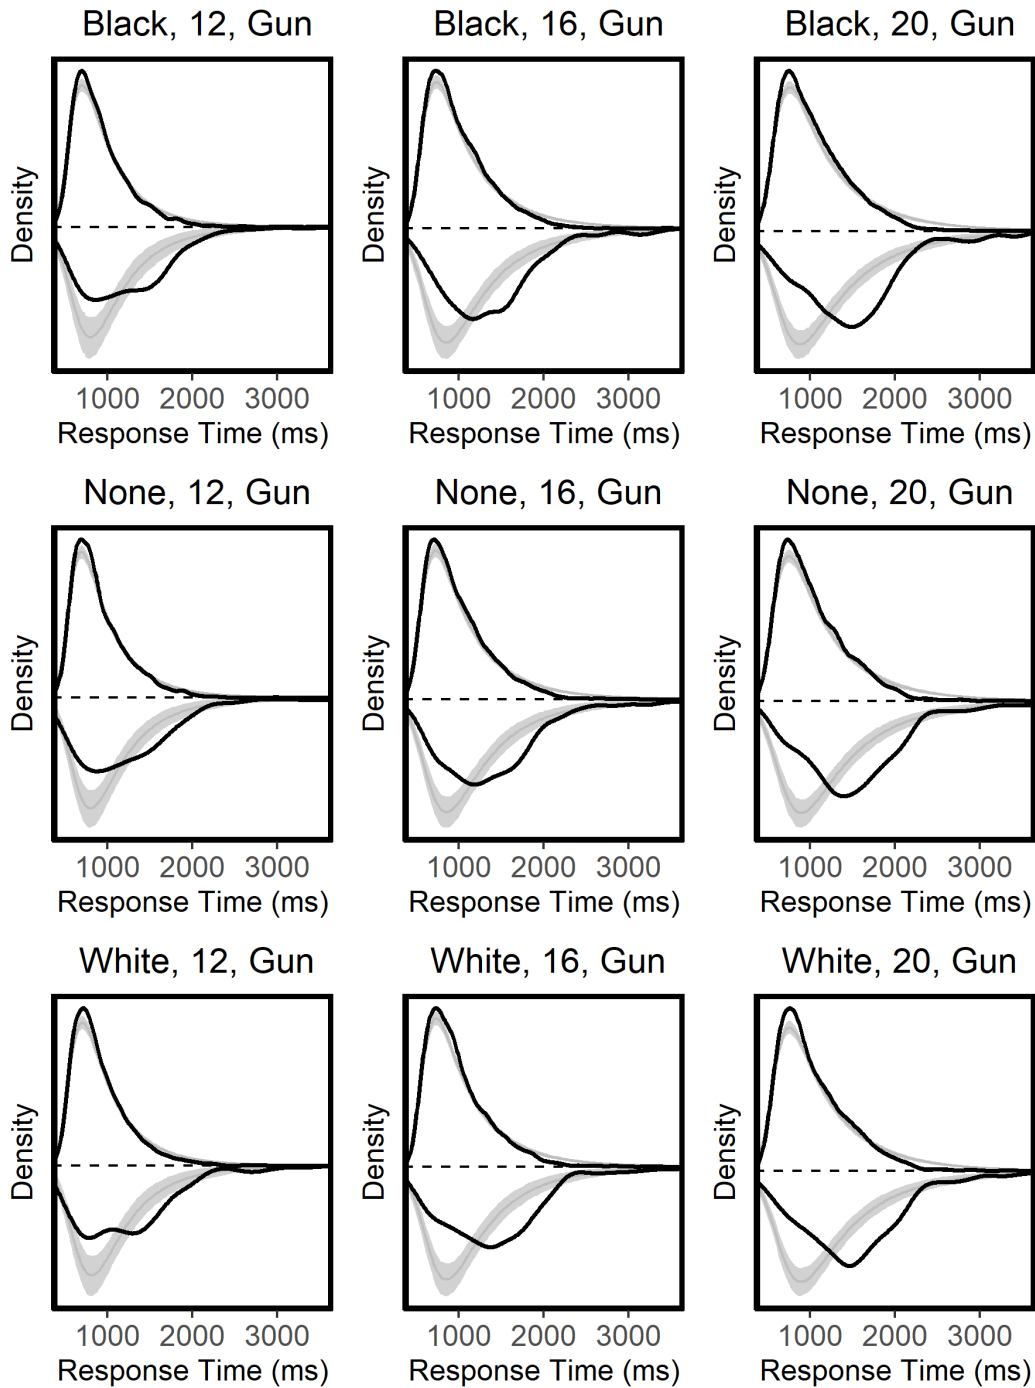 Black, 12, Gun
Black, 16, Gun
Black, 20, Gun
Density
Density
Density
1000 2000 3000
1000 2000 3000
1000 2000 3000
Response Time (ms)
Response Time (ms)
Response Time (ms)
None, 12, Gun
None, 16, Gun
None, 20, Gun
Density
Density
Density
1000 2000 3000
1000 2000 3000
1000 2000 3000
Response Time (ms)
Response Time (ms)
Response Time (ms)
White, 12, Gun
White, 16, Gun
White, 20, Gun
Density
Density
Density
1000 2000 3000
1000 2000 3000
1000 2000 3000
Response Time (ms)
Response Time (ms)
Response Time (ms)